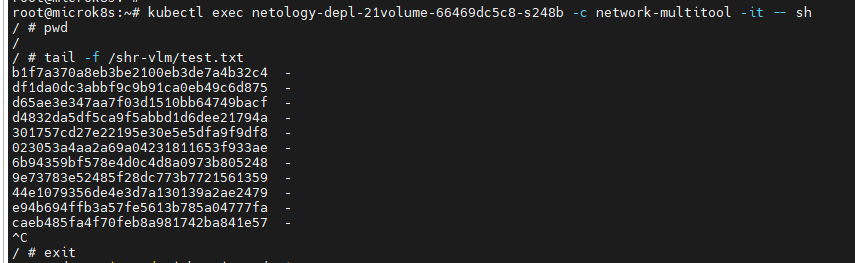 root@microk8s:~# kubectl exec netology-depl-21volume-66469dc5c8-s248b -c network-multitool -it -- sh
/ # pwd
/
/ # tail -f /shr-vlm/test.txt
b1f7a370a8eb3be2100eb3de7a4b32c4  -
df1da0dc3abbf9c9b91ca0eb49c6d875  -
d65ae3e347aa7f03d1510bb64749bacf  -
d4832da5df5ca9f5abbd1d6dee21794a  -
301757cd27e22195e30e5e5dfa9f9df8  -
023053a4aa2a69a04231811653f933ae  -
6b94359bf578e4d0c4d8a0973b805248  -
9e73783e52485f28dc773b7721561359  -
44e1079356de4e3d7a130139a2ae2479  -
e94b694ffb3a57fe5613b785a04777fa  -
caeb485fa4f70feb8a981742ba841e57  -
^C
/ # exit